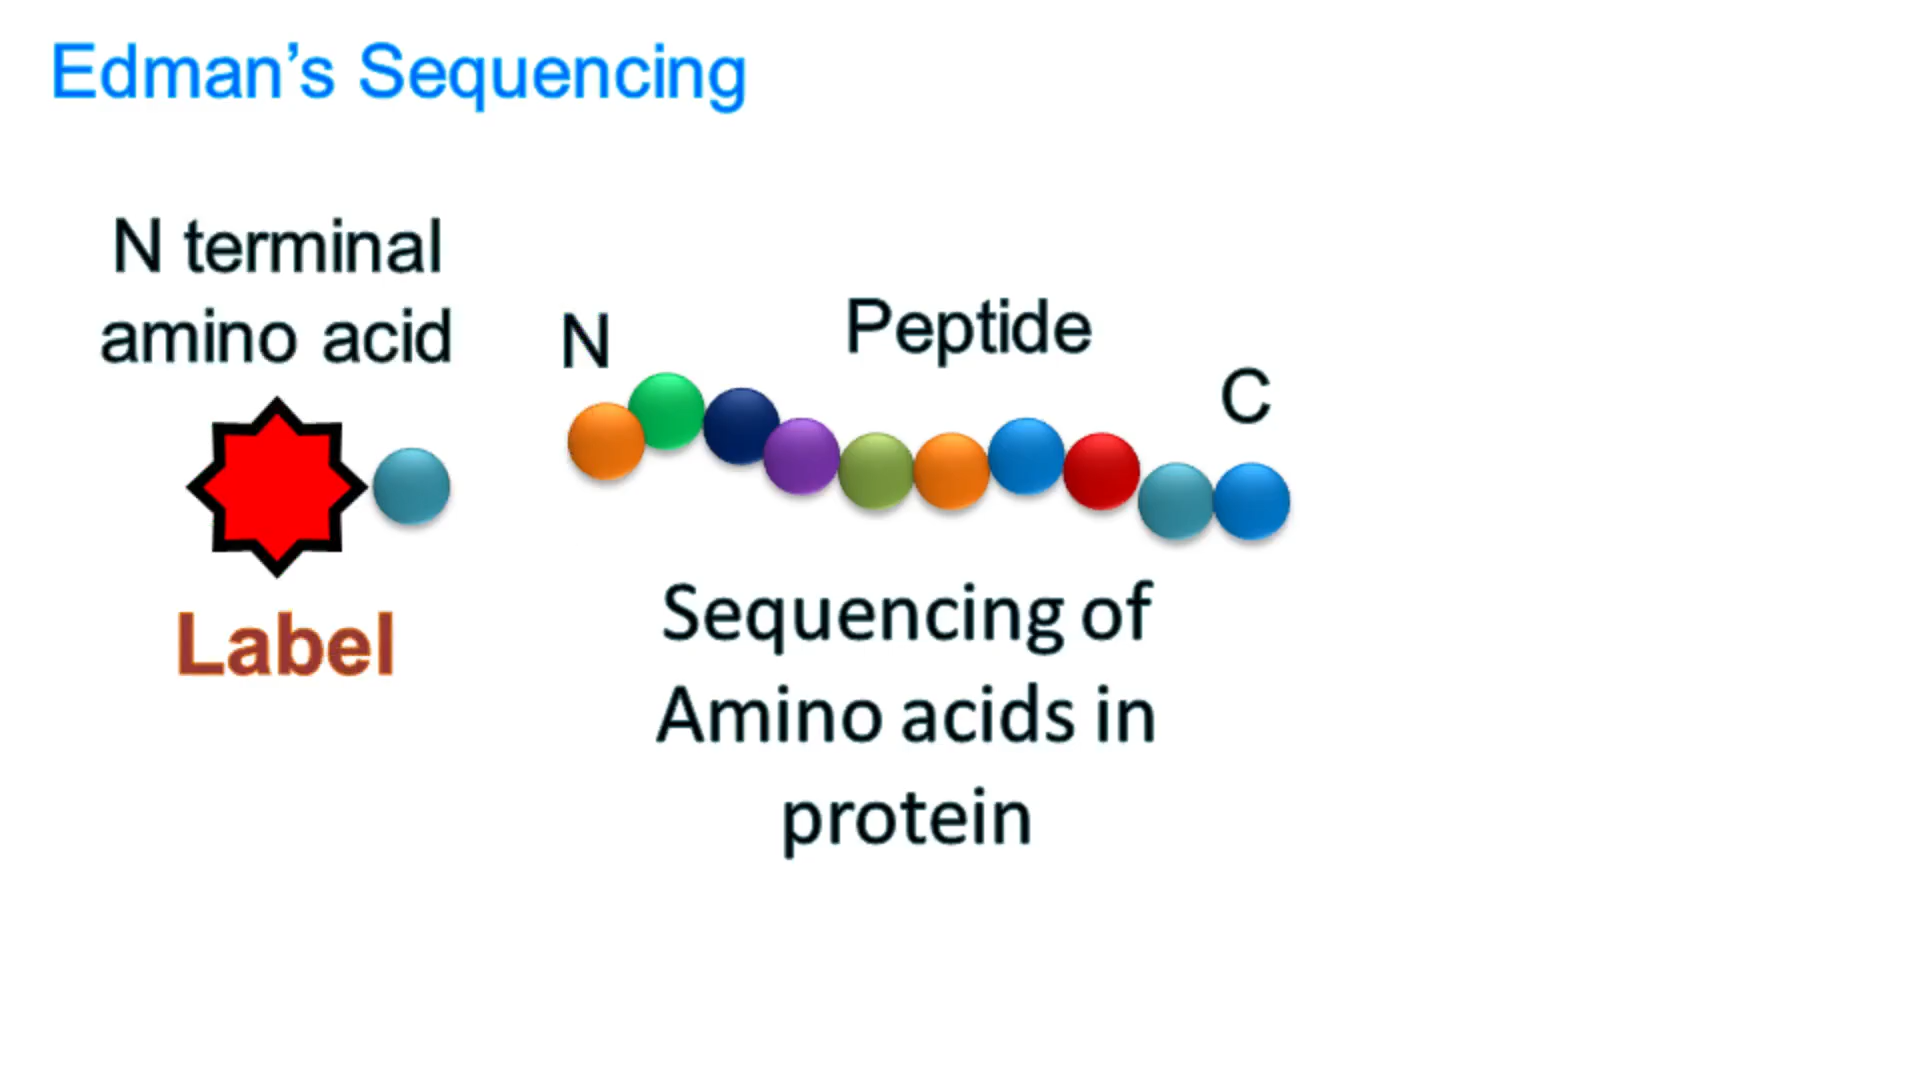 Edman’s Sequencing
N terminal
amino acid
N
Peptide
C
Label
Sequencing of
Amino acids in
protein